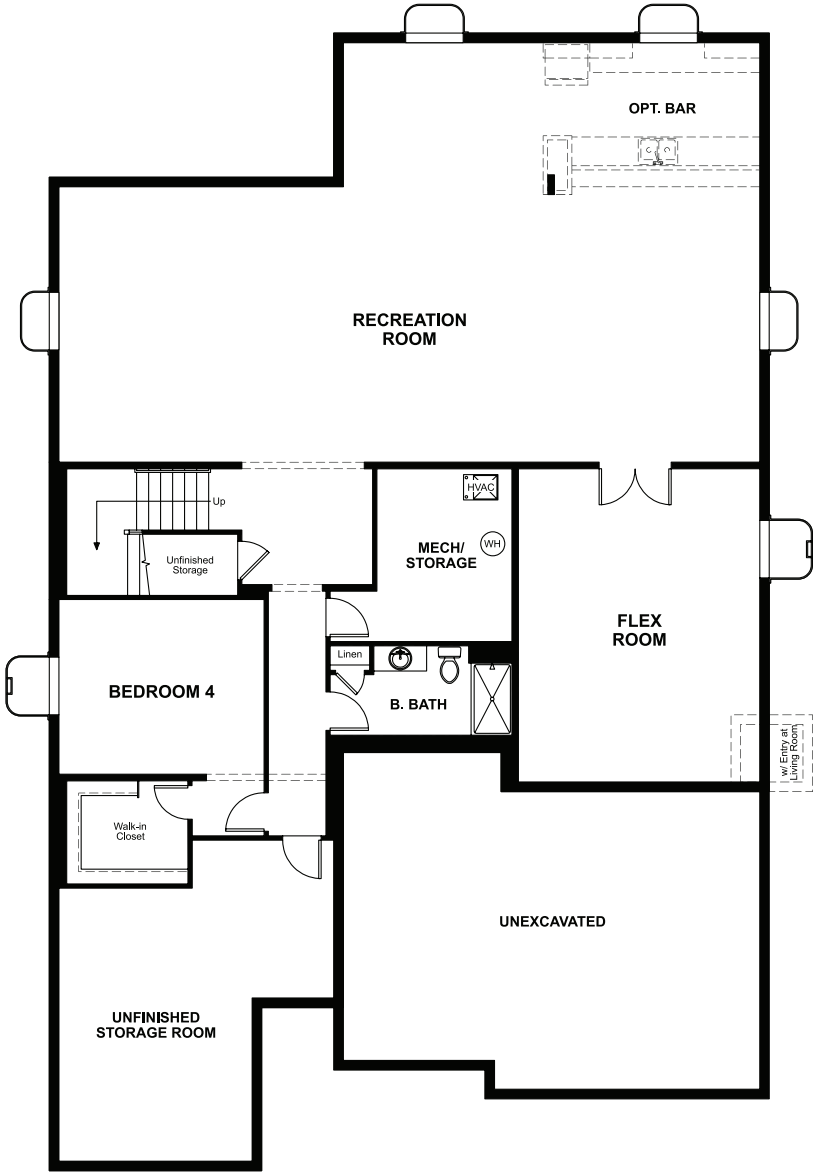 OPT. BAR
RECREATION
ROOM
Up
HVAC
Unfinished
Storage
MECH/
STORAGE
WH
FLEX
ROOM
Linen
BEDROOM 4
B. BATH
w/ Entry at
Living Room
Walk-in
Closet
UNEXCAVATED
UNFINISHED
STORAGE ROOM